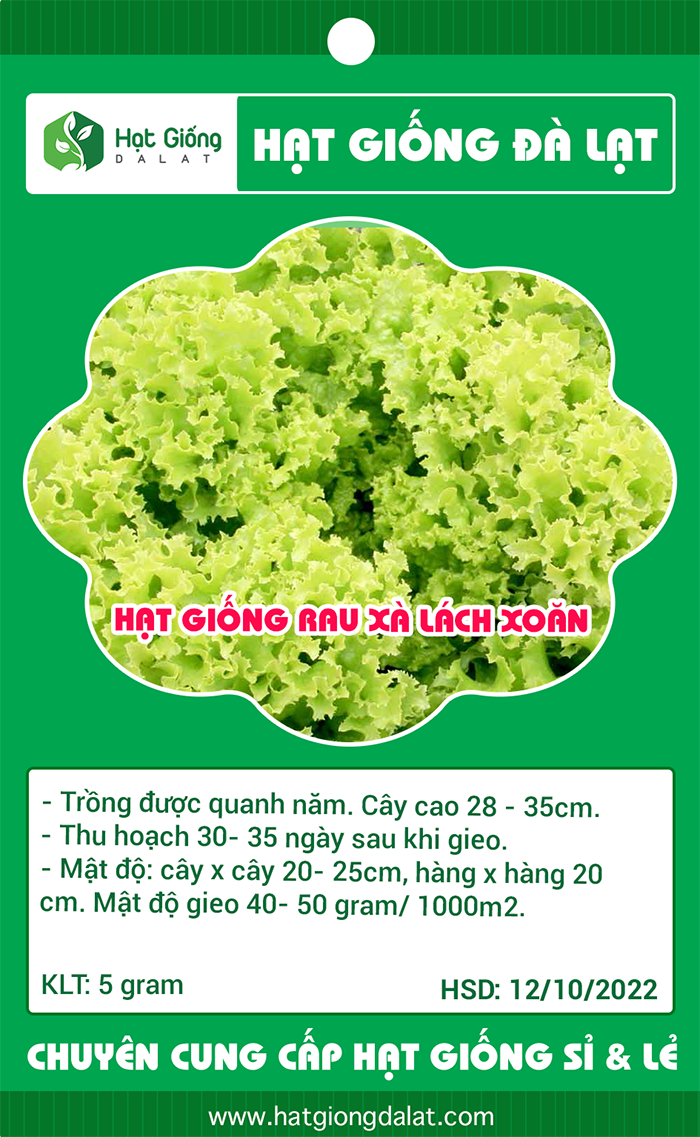 Hạt Giống
DALAT
HẠT GIỐNG ĐÀ LẠT
HẠT GIỐNG RAU XÀ LÁCH XOĂN
- Trồng được quanh năm. Cây cao 28 - 35cm.
- Thu hoạch 30- 35 ngày sau khi gieo.
- Mật độ: cây x cây 20- 25cm, hàng x hàng 20
cm. Mật độ gieo 40- 50 gram/ 1000m2.
KLT: 5 gram
HSD: 12/10/2022
CHUYÊN CUNG CẤP HẠT GIỐNG SỈ & LẺ
www.hatgiongdalat.com